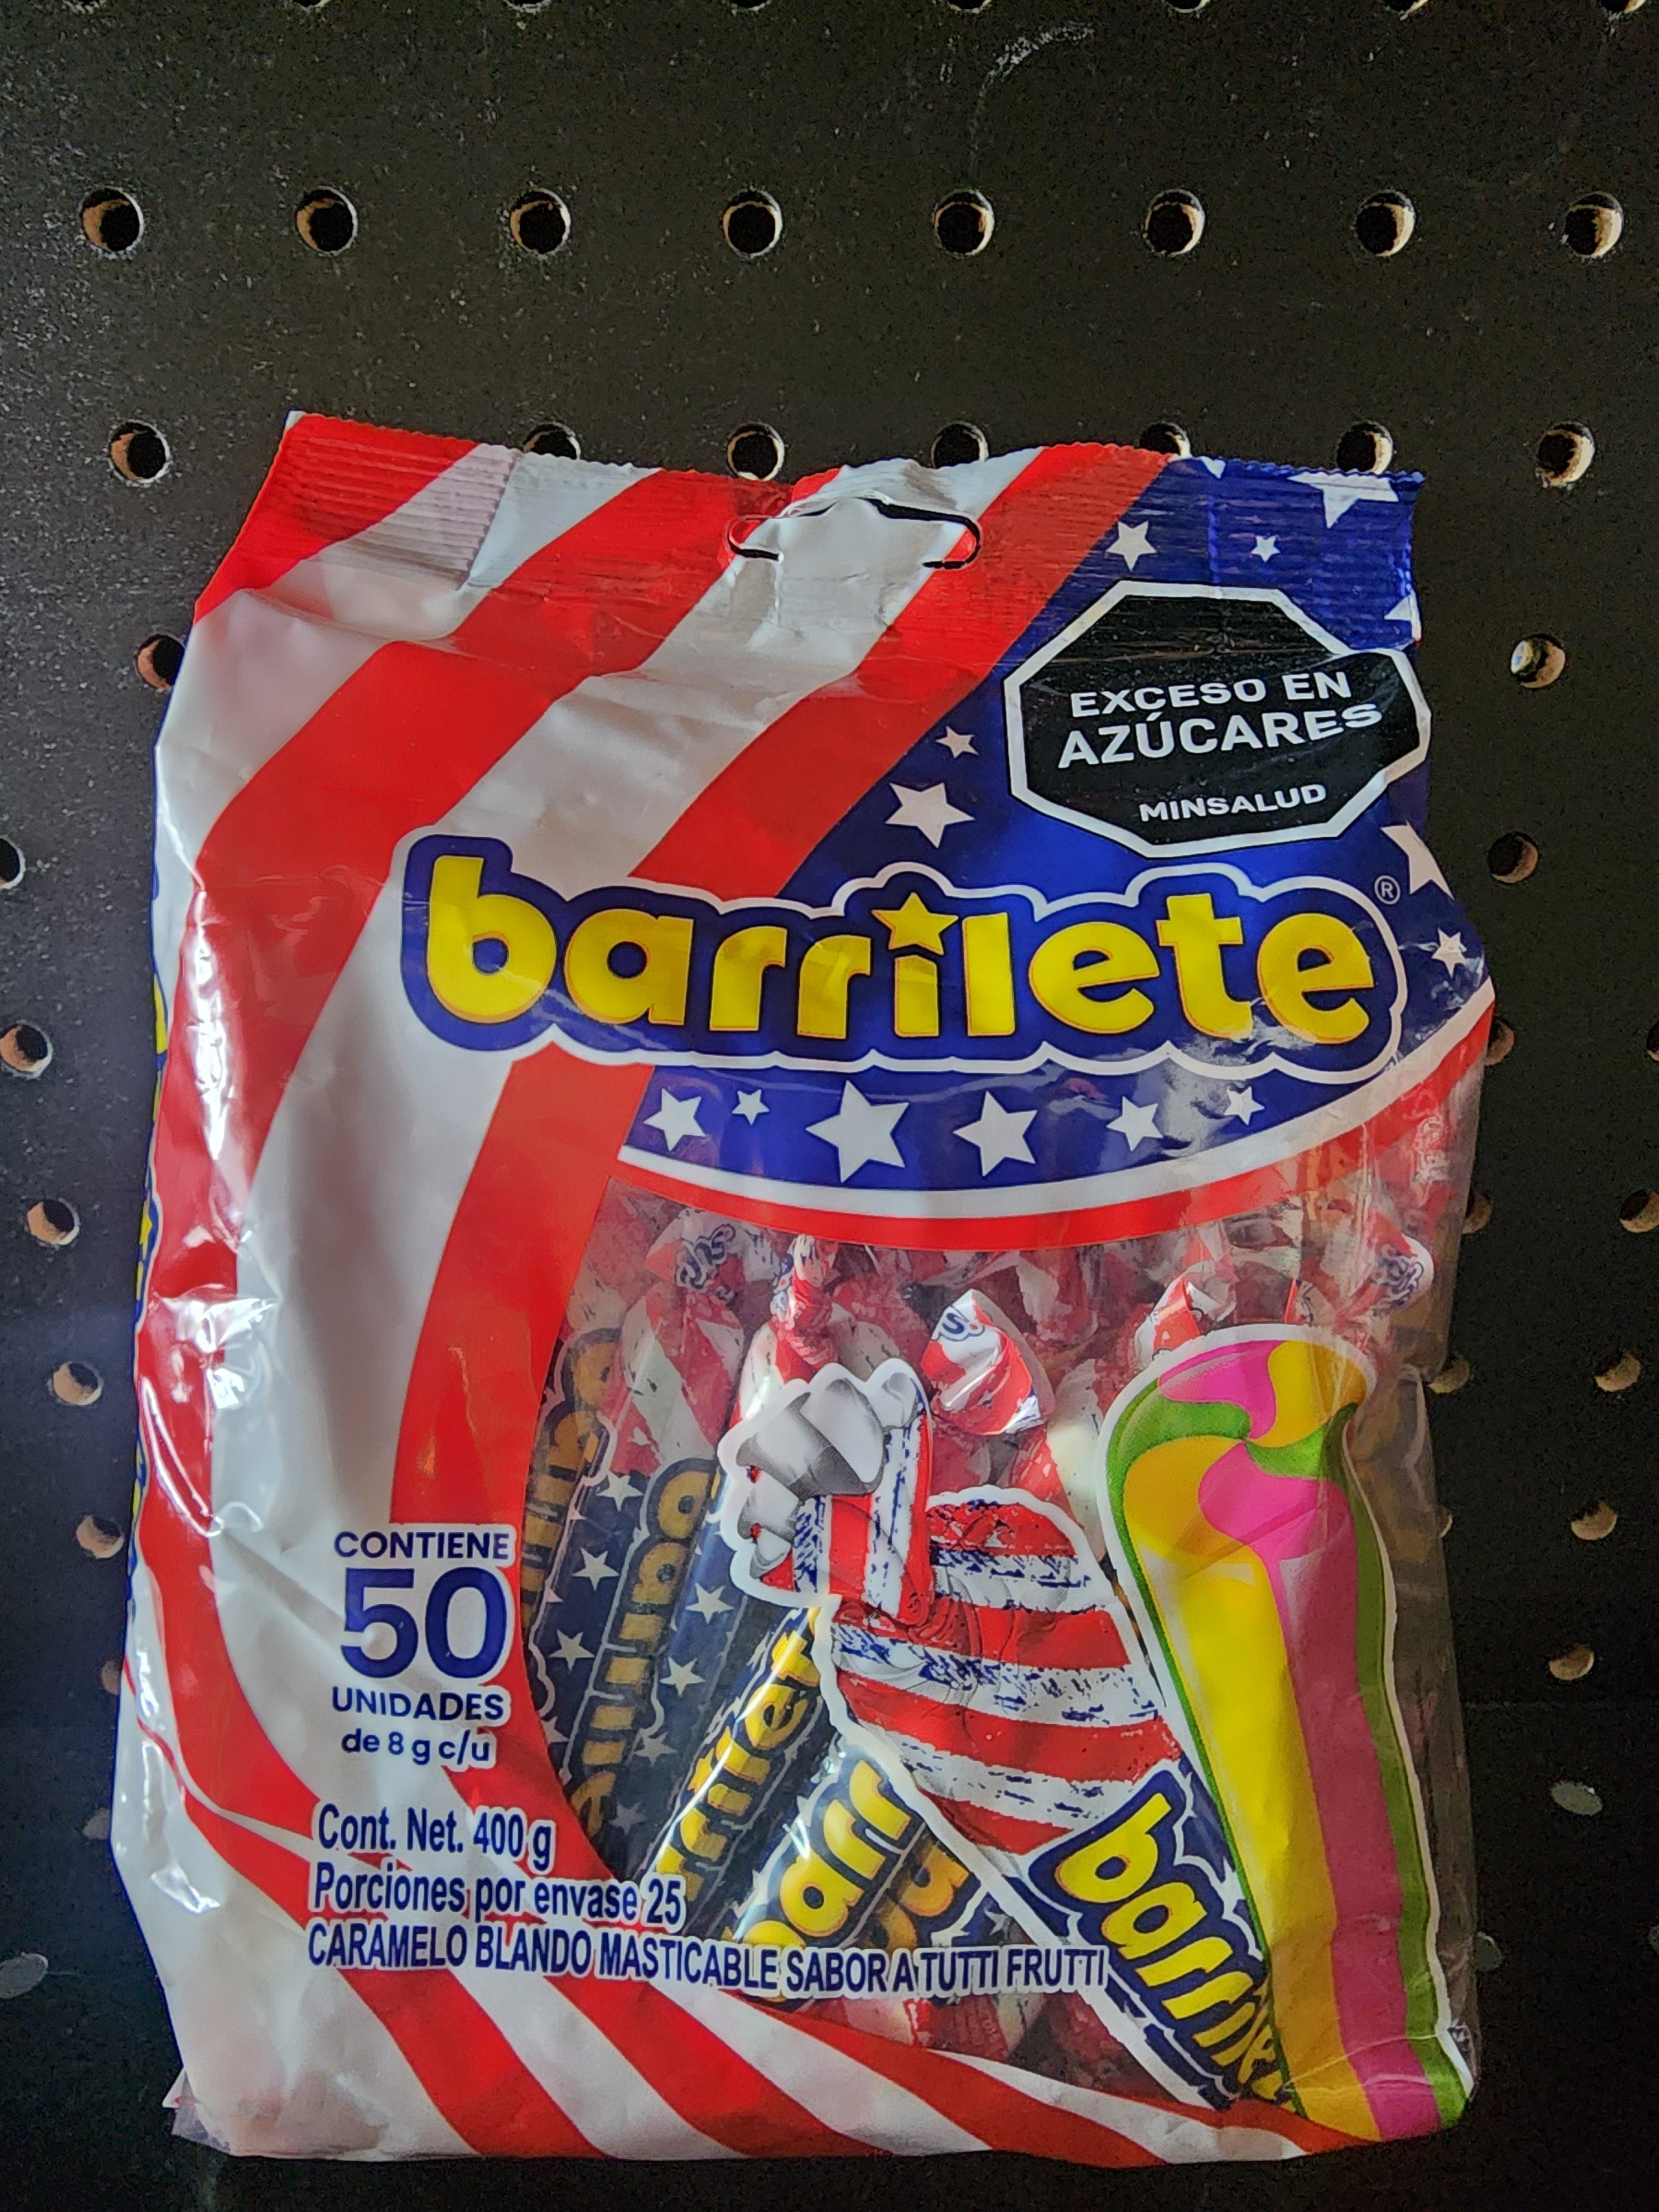 EXCESO EN
AZÚCARES
MINSALUD
barrilete®
CONTIENE
50
UNIDADES
de 8 g c/u
Cont. Net. 400 g
Porciones por envase 25
CARAMELO BLANDO MASTICABLE SABOR A TUTTI FRUTTI